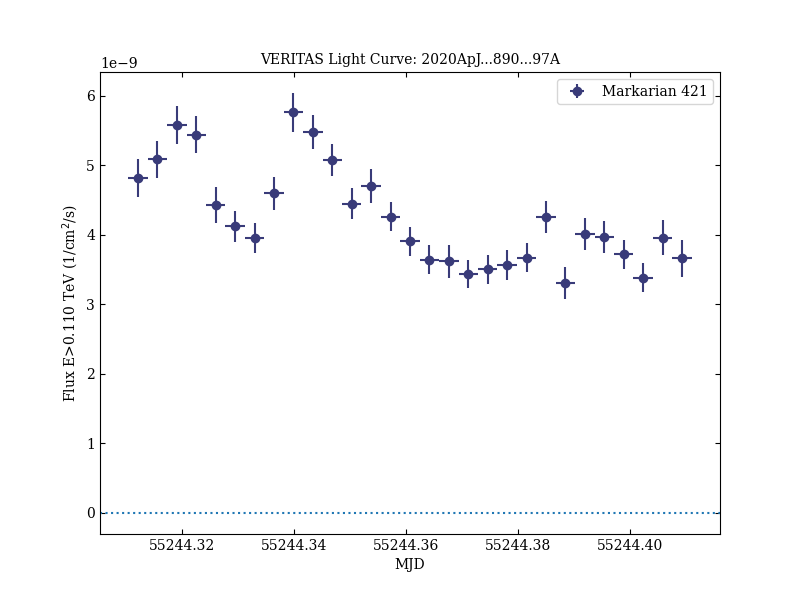 VERITAS Light Curve: 2020ApJ...890...97A
1e−9
Markarian 421
6
5
4
3
2
1
0
Flux E>0.110 TeV (1/cm²/s)
55244.32 55244.34 55244.36 55244.38 55244.40
MJD